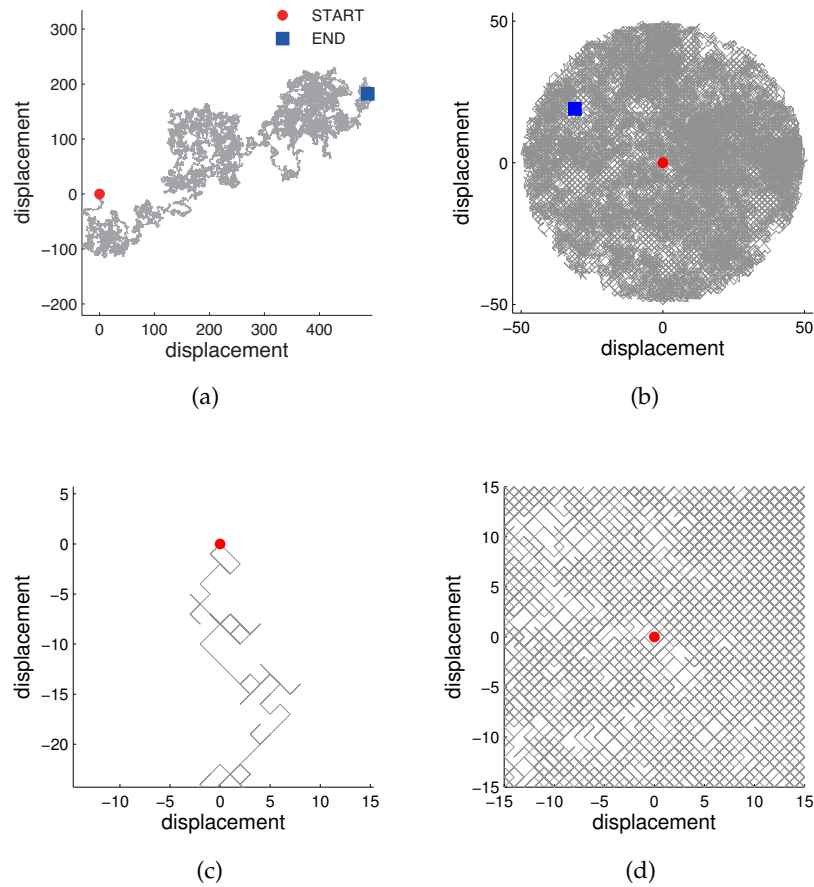 START
END
300
200
100
0
−100
−200
displacement
0 100 200 300 400
displacement
(a)
50
0
−50
displacement
−50 0 50
displacement
(b)
5
0
−5
−10
−15
−20
displacement
−10 −5 0 5 10 15
displacement
(c)
15
10
5
0
−5
−10
−15
displacement
−15 −10 −5 0 5 10 15
displacement
(d)